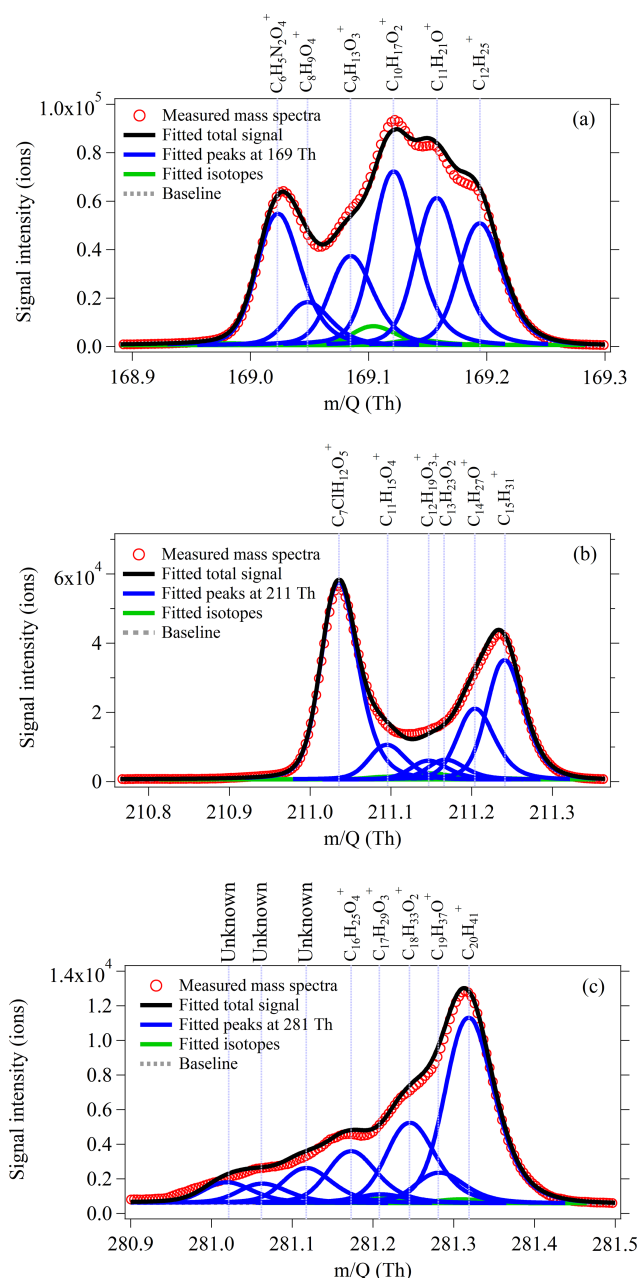 C₆H₅N₂O₄⁺
C₈H₉O₄⁺
C₉H₁₃O₃⁺
C₁₀H₁₇O₂⁺
C₁₁H₂₁O⁺
C₁₂H₂₅⁺
1.0x10⁵
0.8
0.6
0.4
0.2
0.0
Signal intensity (ions)
Measured mass spectra
Fitted total signal
Fitted peaks at 169 Th
Fitted isotopes
Baseline
(a)
168.9 169.0 169.1 169.2 169.3
m/Q (Th)
C₇ClH₁₂O₅⁺
C₁₁H₁₅O₄⁺
C₁₂H₁₉O₃⁺
C₁₃H₂₃O₂⁺
C₁₄H₂₇O⁺
C₁₅H₃₁⁺
6x10⁴
4
2
0
Signal intensity (ions)
Measured mass spectra
Fitted total signal
Fitted peaks at 211 Th
Fitted isotopes
Baseline
(b)
210.8 210.9 211.0 211.1 211.2 211.3
m/Q (Th)
Unknown
Unknown
Unknown
C₁₆H₂₅O₄⁺
C₁₇H₂₉O₃⁺
C₁₈H₃₃O₂⁺
C₁₉H₃₇O⁺
C₂₀H₄₁⁺
1.4x10⁴
1.2
1.0
0.8
0.6
0.4
0.2
0.0
Signal intensity (ions)
Measured mass spectra
Fitted total signal
Fitted peaks at 281 Th
Fitted isotopes
Baseline
(c)
280.9 281.0 281.1 281.2 281.3 281.4 281.5
m/Q (Th)